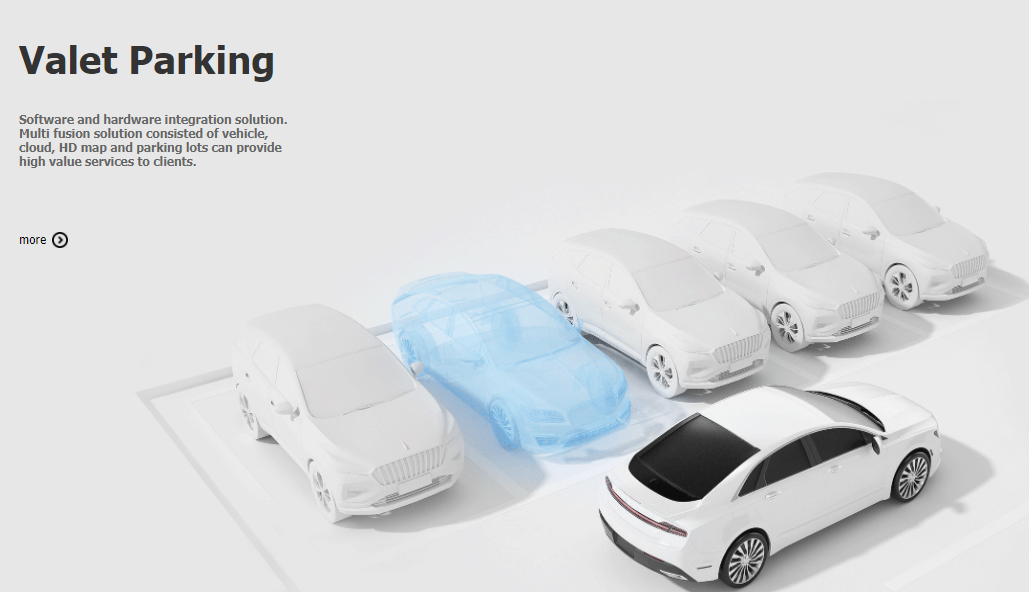 Valet Parking
Software and hardware integration solution.
Multi fusion solution consisted of vehicle,
cloud, HD map and parking lots can provide
high value services to clients.
more